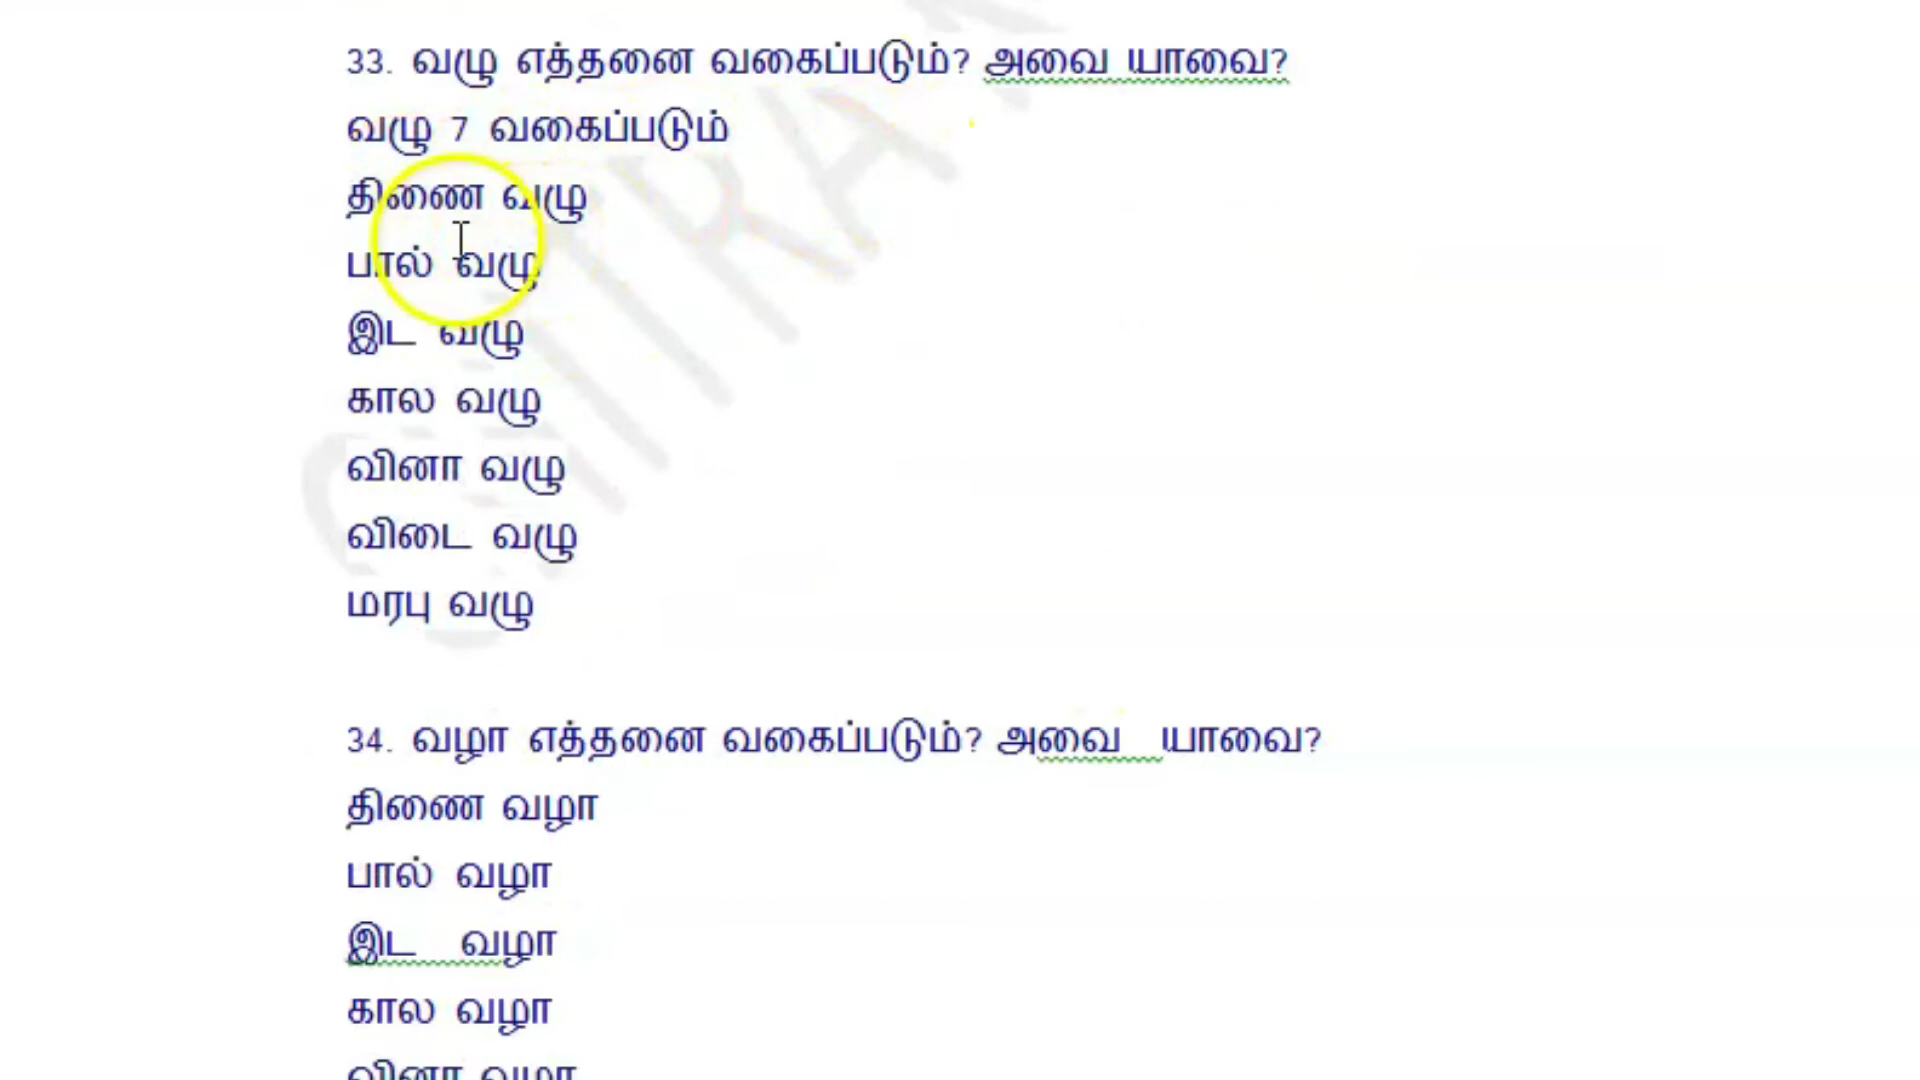 33. வழு எத்தனை வகைப்படும்? அவை யாவை?
வழு 7 வகைப்படும்
திணை வழு
பால் வழு
இட வழு
கால வழு
வினா வழு
விடை வழு
மரபு வழு
34. வழா எத்தனை வகைப்படும்? அவை யாவை?
திணை வழா
பால் வழா
இட வழா
கால வழா
வினா வழா